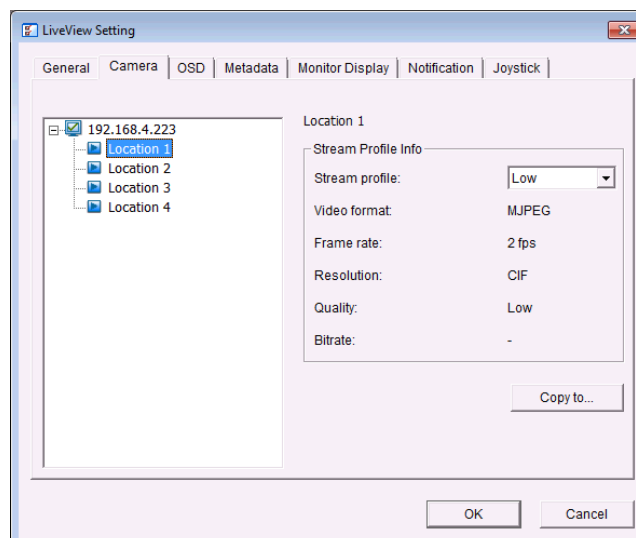 LiveView Setting
General Camera OSD Metadata Monitor Display Notification Joystick
192.168.4.223
Location 1
Location 2
Location 3
Location 4
Location 1
Stream Profile Info
Stream profile: Low
Video format: MJPEG
Frame rate: 2 fps
Resolution: CIF
Quality: Low
Bitrate: -
Copy to...
OK Cancel